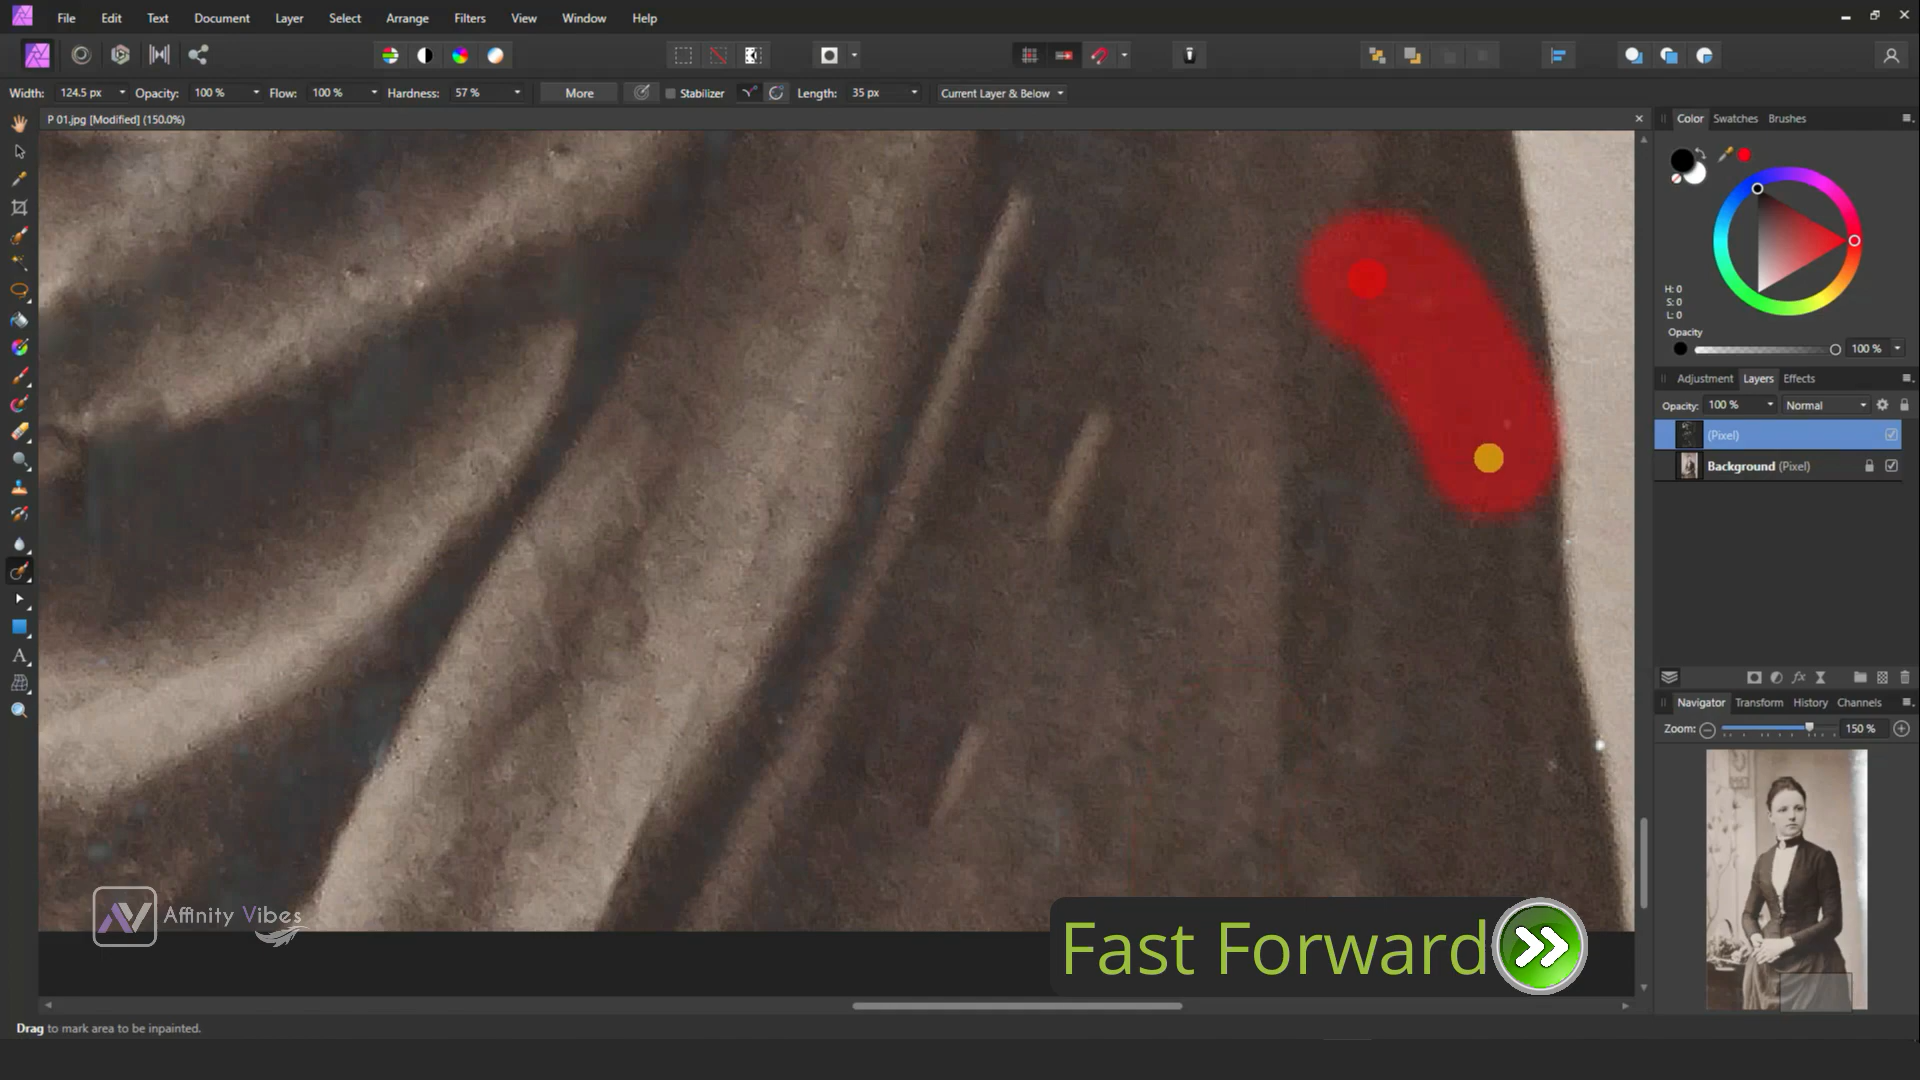 File Edit Text Document Layer Select Arrange Filters View Window Help
Width: 124.5 px Opacity: 100 % Flow: 100 % Hardness: 57 % More Stabilizer Length: 35 px Current Layer & Below
P 01.jpg [Modified] (150.0%)
Color Swatches Brushes
H: 0
S: 0
L: 0
Opacity
100 %
Adjustment Layers Effects
Opacity: 100 % Normal
(Pixel)
Background (Pixel)
fx
Navigator Transform History Channels
Zoom: 150 %
AV Affinity Vibes
Fast Forward
Drag to mark area to be inpainted.